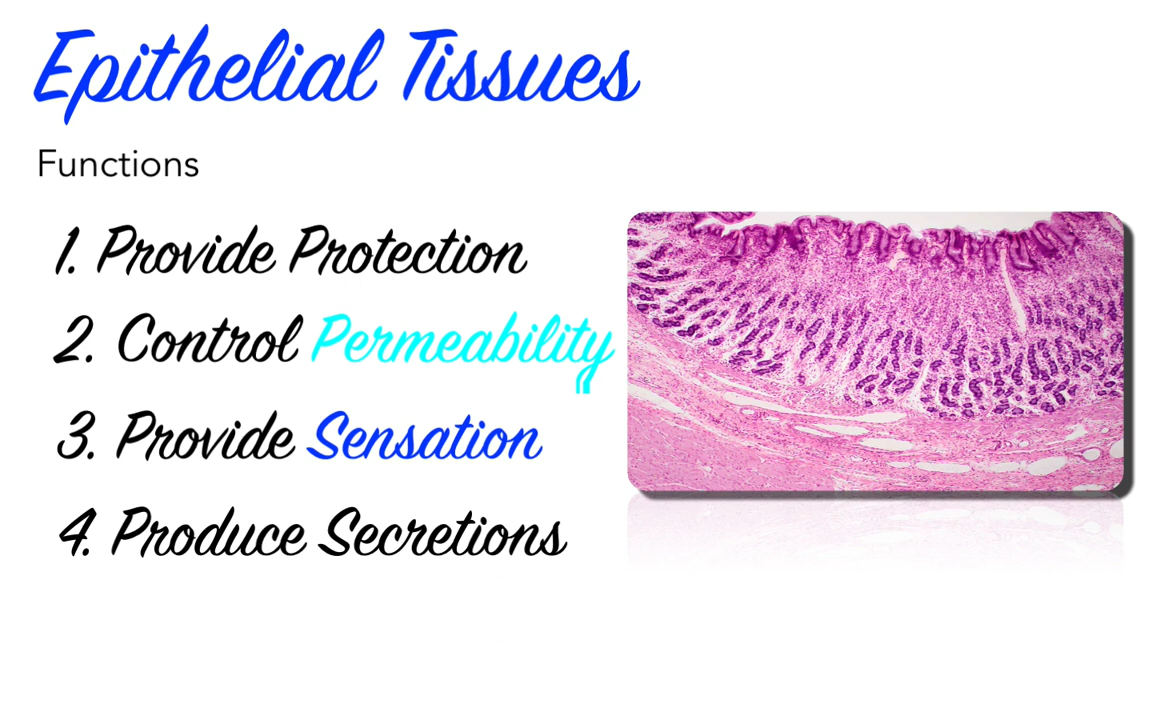 Epithelial Tissues
Functions
1. Provide Protection
2. Control Permeability
3. Provide Sensation
4. Produce Secretions